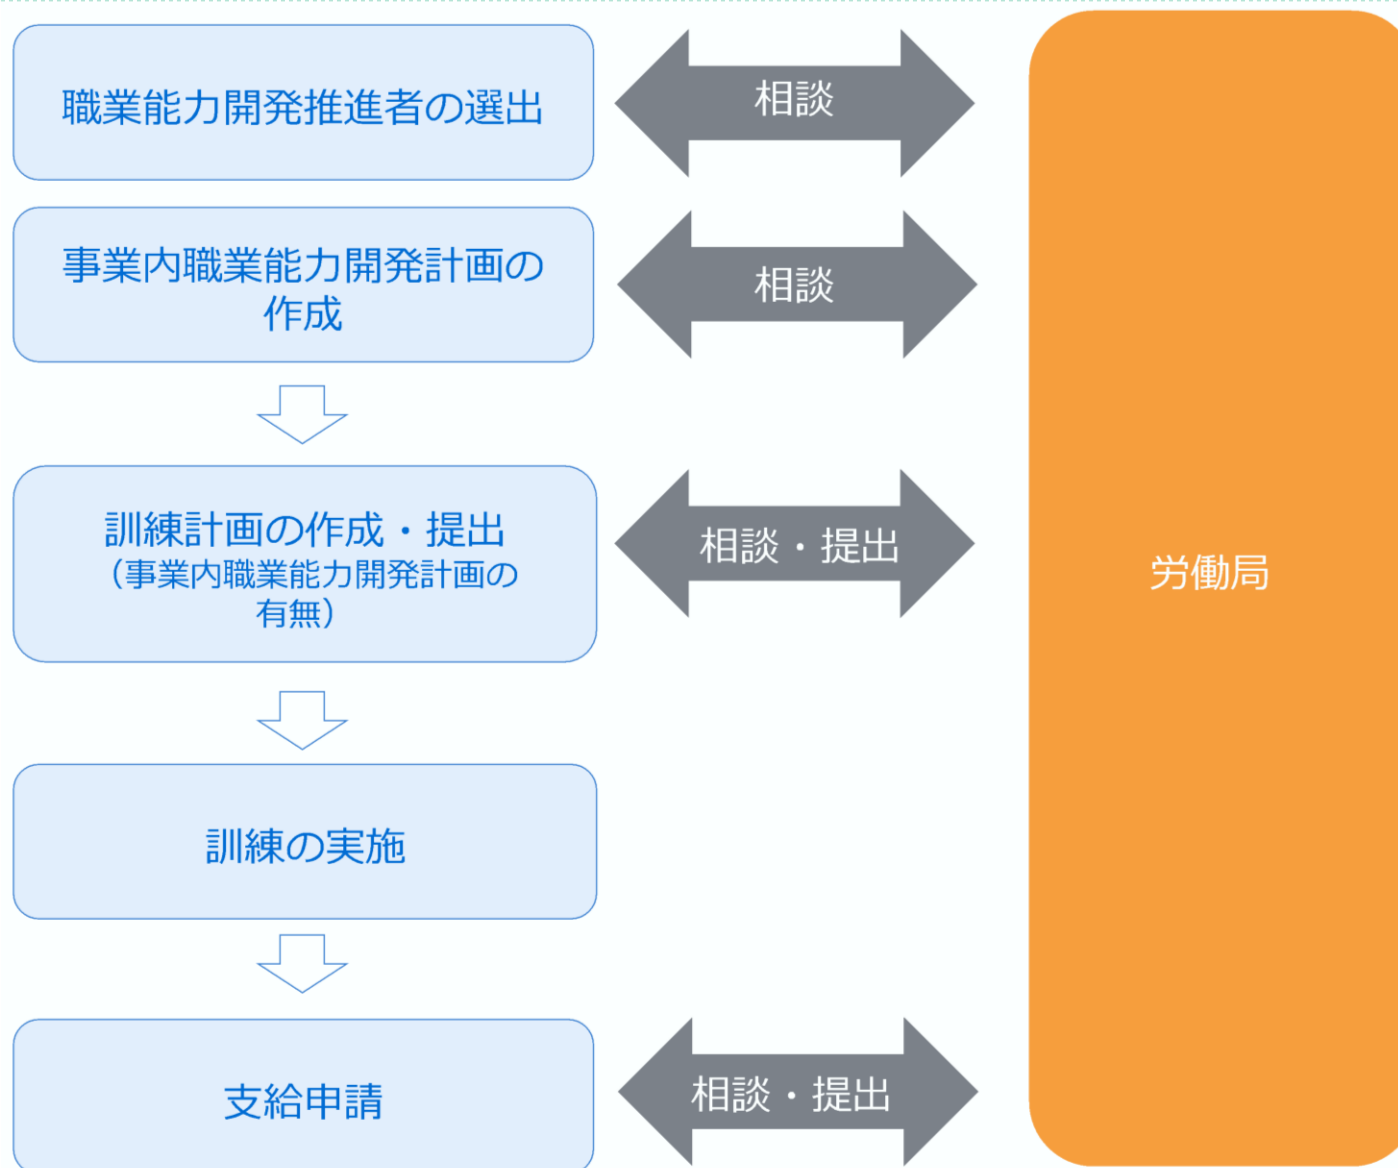 職業能力開発推進者の選出
相談
事業内職業能力開発計画の
作成
相談
訓練計画の作成・提出
（事業内職業能力開発計画の
有無）
相談・提出
労働局
訓練の実施
支給申請
相談・提出